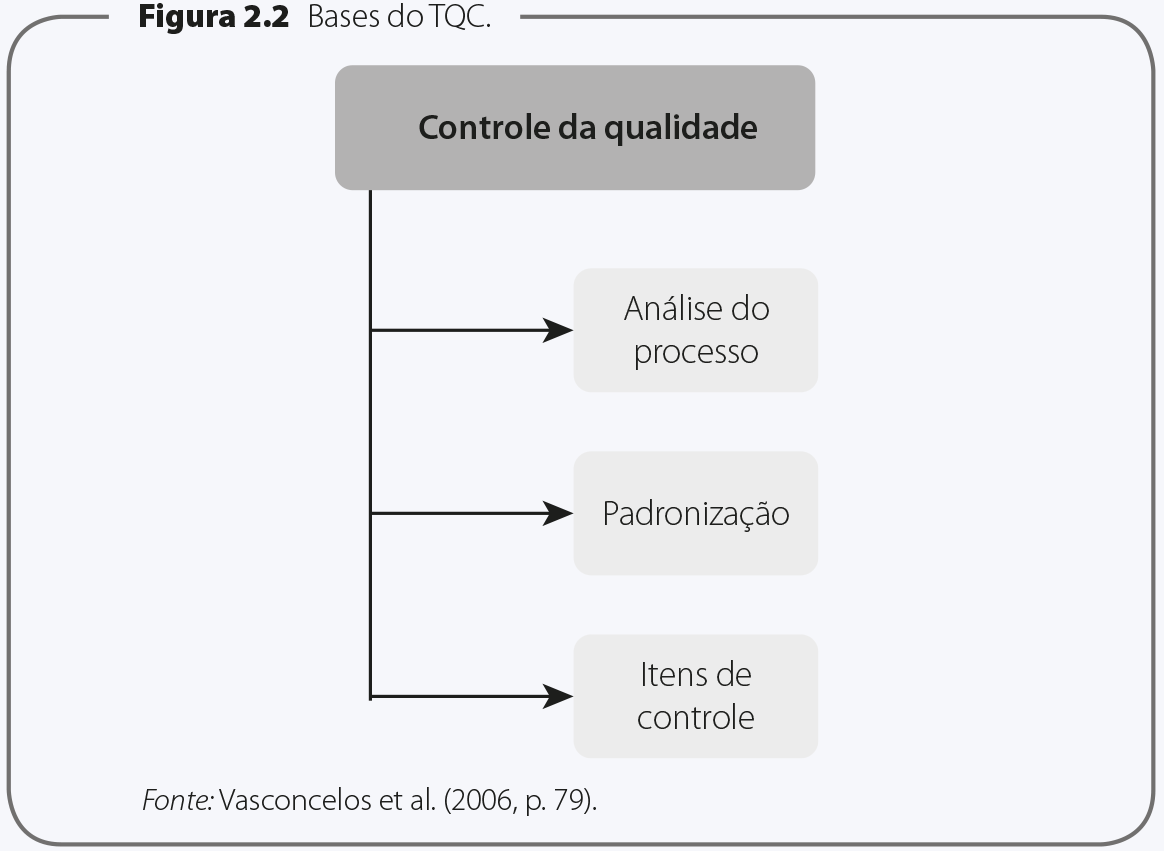 Figura 2.2 Bases do TQC.
Controle da qualidade
Análise do
processo
Padronização
Itens de
controle
Fonte: Vasconcelos et al. (2006, p. 79).